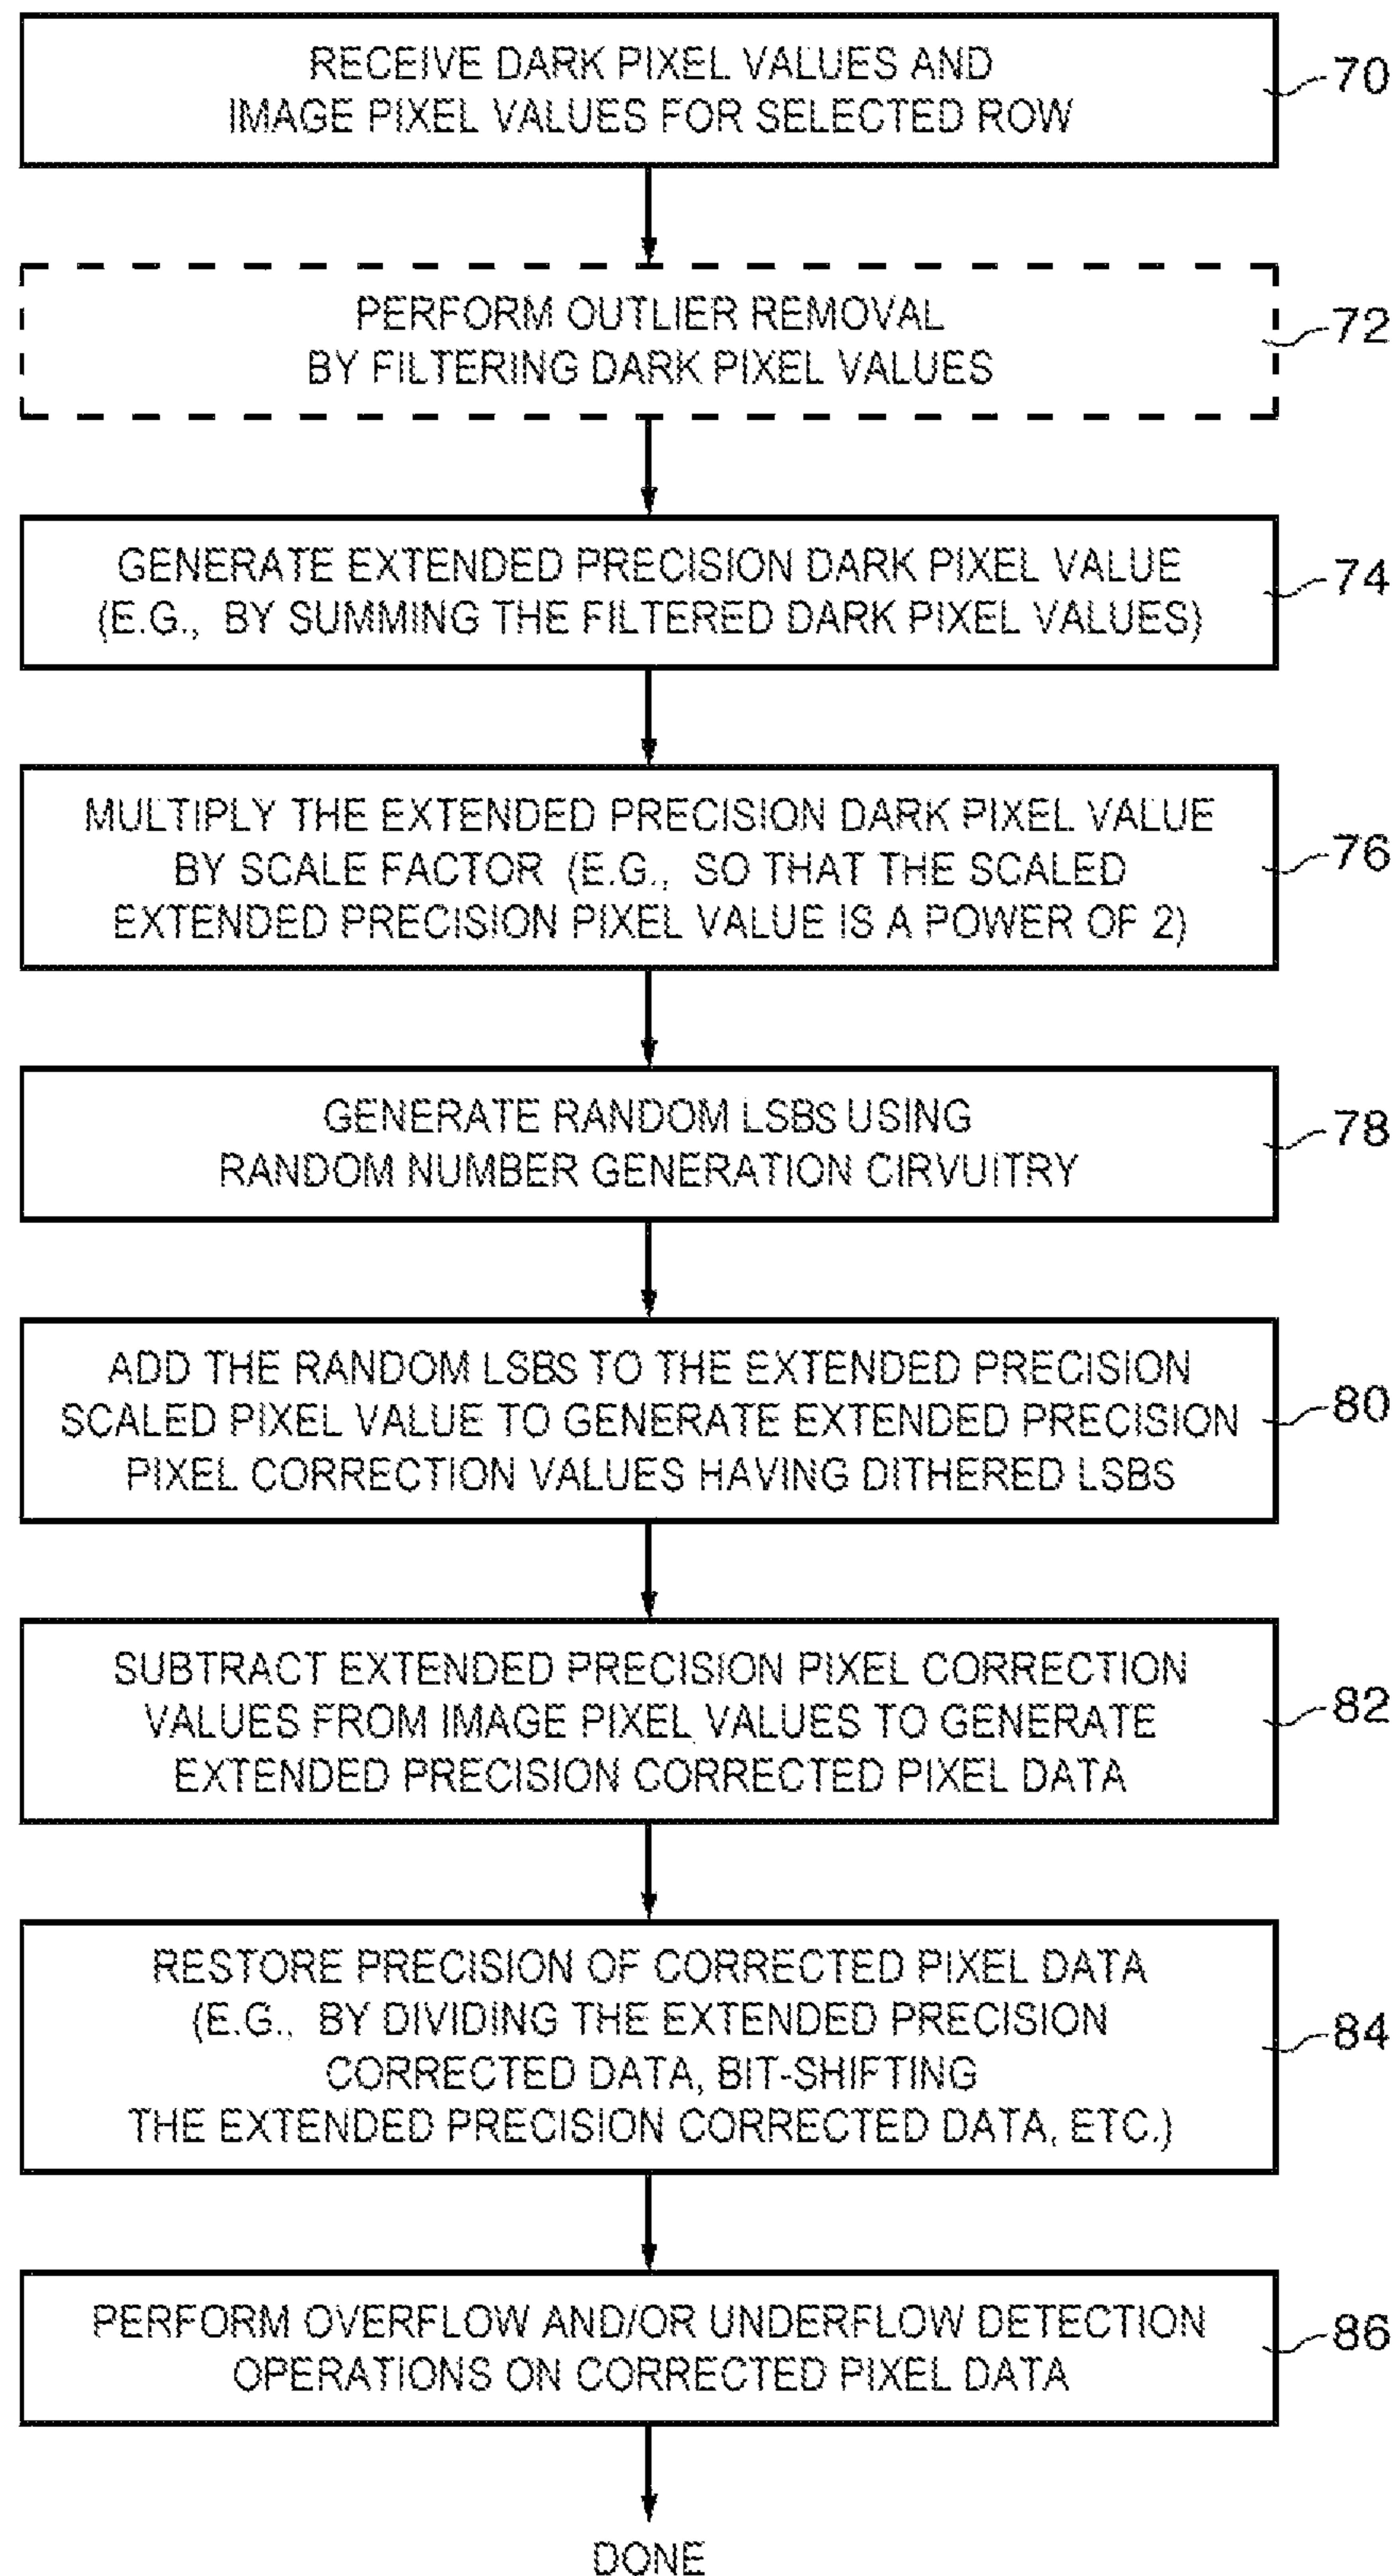 RECEIVE DARK PIXEL VALUES AND
IMAGE PIXEL VALUES FOR SELECTED ROW
70
PERFORM OUTLIER REMOVAL
BY FILTERING DARK PIXEL VALUES
72
GENERATE EXTENDED PRECISION DARK PIXEL VALUE
(E.G., BY SUMMING THE FILTERED DARK PIXEL VALUES)
74
MULTIPLY THE EXTENDED PRECISION DARK PIXEL VALUE
BY SCALE FACTOR (E.G., SO THAT THE SCALED
EXTENDED PRECISION PIXEL VALUE IS A POWER OF 2)
76
GENERATE RANDOM LSBS USING
RANDOM NUMBER GENERATION CIRVUITRY
78
ADD THE RANDOM LSBS TO THE EXTENDED PRECISION
SCALED PIXEL VALUE TO GENERATE EXTENDED PRECISION
PIXEL CORRECTION VALUES HAVING DITHERED LSBS
80
SUBTRACT EXTENDED PRECISION PIXEL CORRECTION
VALUES FROM IMAGE PIXEL VALUES TO GENERATE
EXTENDED PRECISION CORRECTED PIXEL DATA
82
RESTORE PRECISION OF CORRECTED PIXEL DATA
(E.G., BY DIVIDING THE EXTENDED PRECISION
CORRECTED DATA, BIT-SHIFTING
THE EXTENDED PRECISION CORRECTED DATA, ETC.)
84
PERFORM OVERFLOW AND/OR UNDERFLOW DETECTION
OPERATIONS ON CORRECTED PIXEL DATA
86
DONE